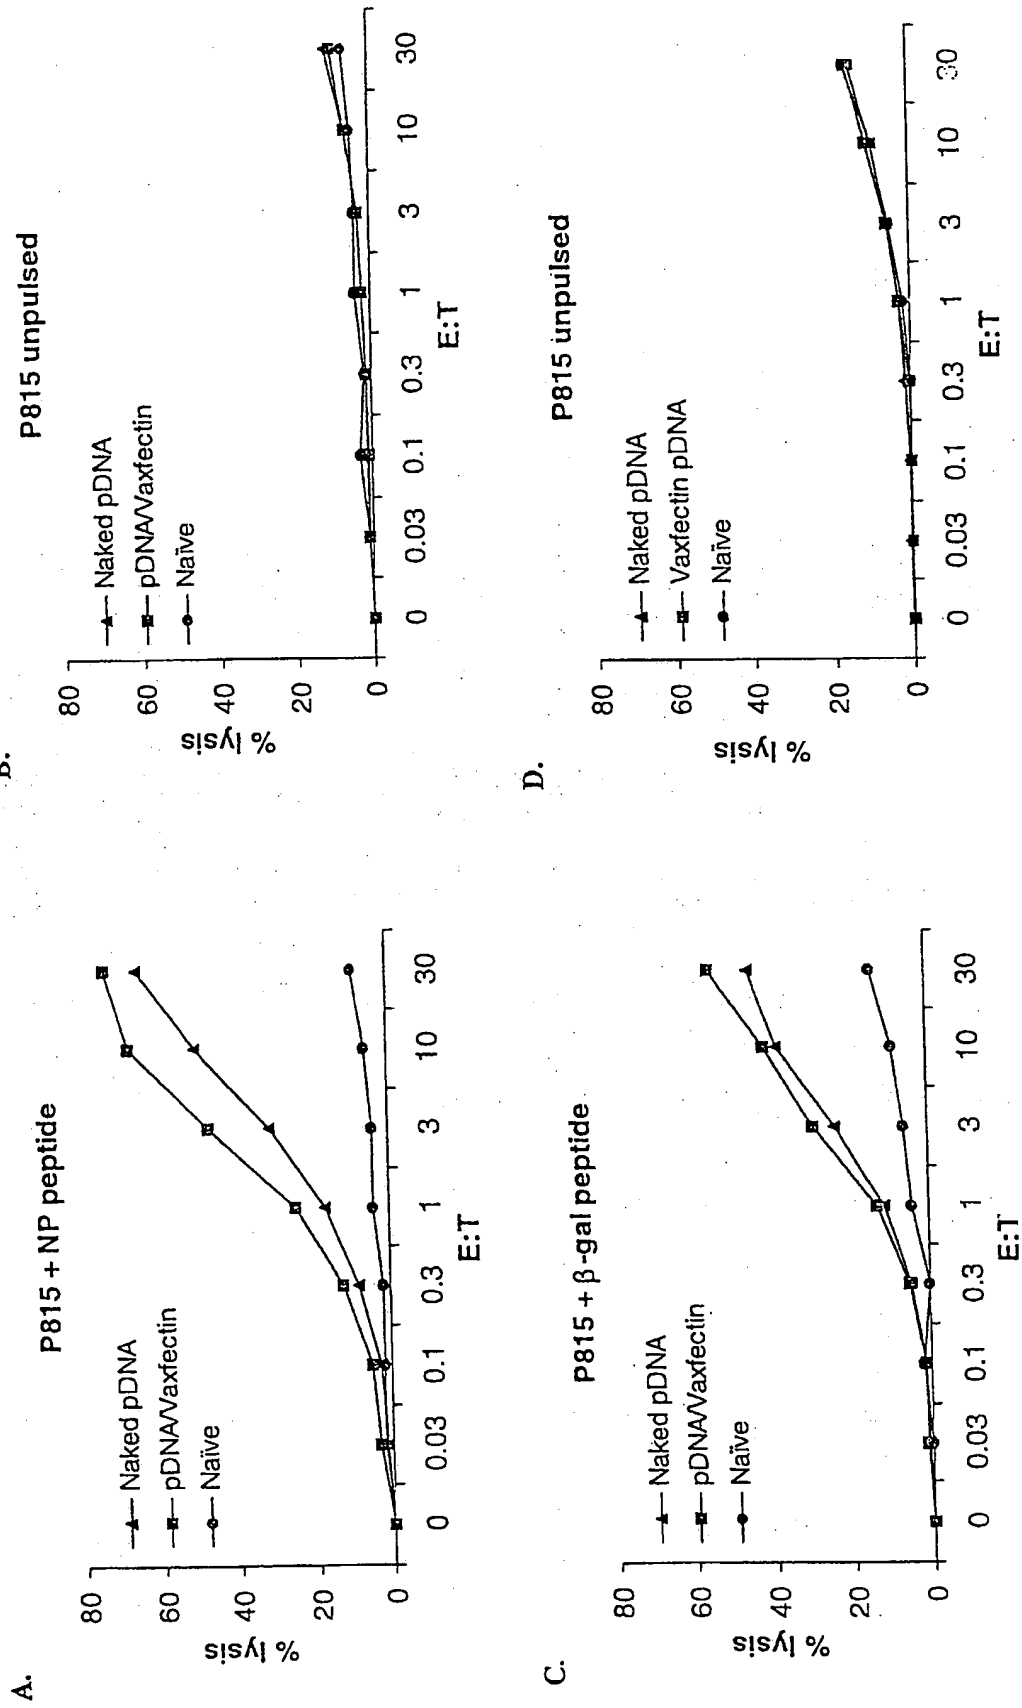 A.
P815 + NP peptide
Naked pDNA
pDNA/Vaxfectin
Naïve
% lysis
80
60
40
20
0
0 0.03 0.1 0.3 1 3 10 30
E:T
B.
P815 unpulsed
Naked pDNA
pDNA/Vaxfectin
Naïve
% lysis
80
60
40
20
0
0 0.03 0.1 0.3 1 3 10 30
E:T
C.
P815 + β-gal peptide
Naked pDNA
pDNA/Vaxfectin
Naïve
% lysis
80
60
40
20
0
0 0.03 0.1 0.3 1 3 10 30
E:T
D.
P815 unpulsed
Naked pDNA
Vaxfectin pDNA
Naïve
% lysis
80
60
40
20
0
0 0.03 0.1 0.3 1 3 10 30
E:T